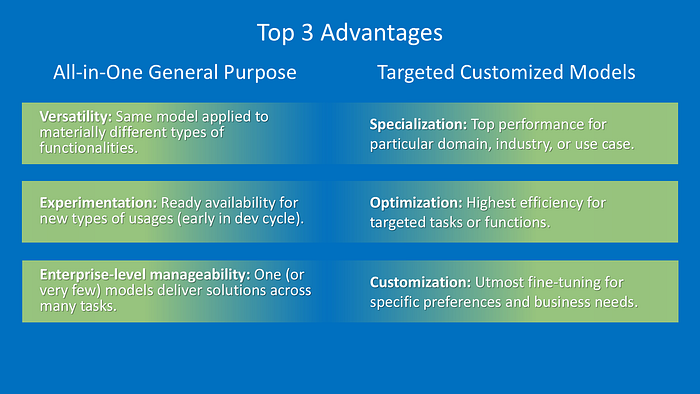 Top 3 Advantages
All-in-One General Purpose
Targeted Customized Models
Versatility: Same model applied to
materially different types of
functionalities.
Specialization: Top performance for
particular domain, industry, or use case.
Experimentation: Ready availability for
new types of usages (early in dev cycle).
Optimization: Highest efficiency for
targeted tasks or functions.
Enterprise-level manageability: One (or
very few) models deliver solutions across
many tasks.
Customization: Utmost fine-tuning for
specific preferences and business needs.